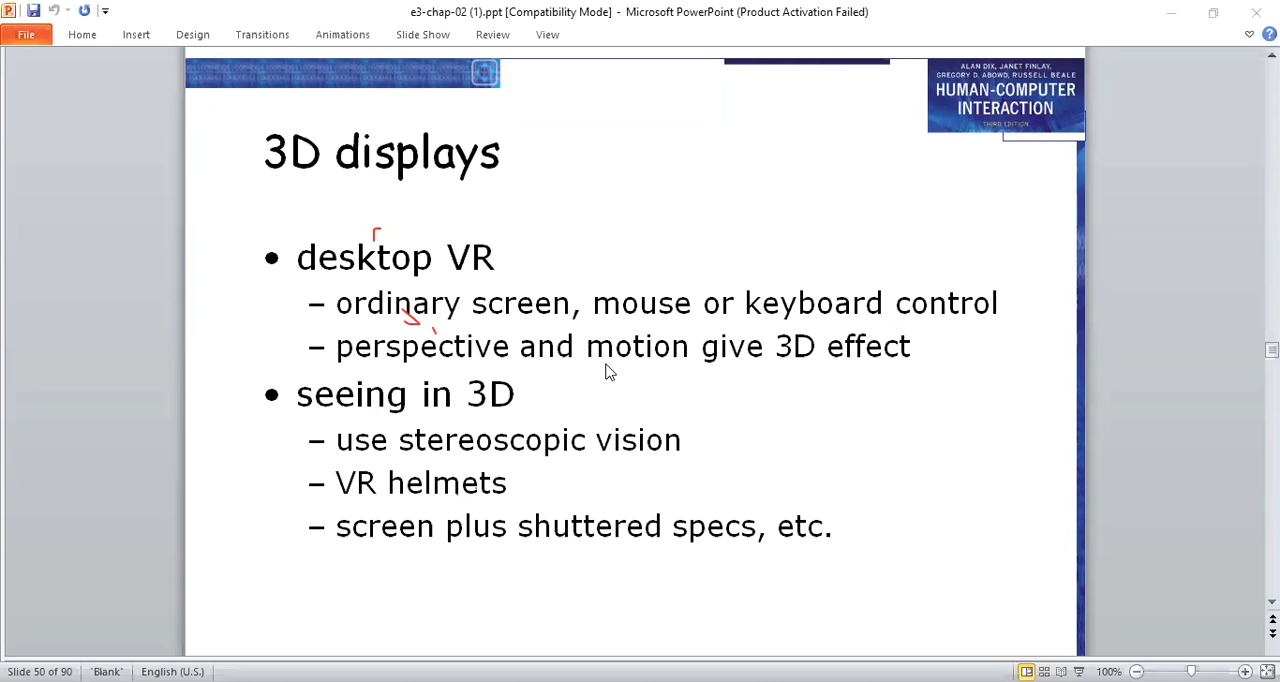 e3-chap-02 (1).ppt [Compatibility Mode] - Microsoft PowerPoint (Product Activation Failed)
File Home Insert Design Transitions Animations Slide Show Review View
ALAN DIX, JANET FINLAY,
GREGORY D. ABOWD, RUSSELL BEALE
HUMAN-COMPUTER
INTERACTION
THIRD EDITION
3D displays
• desktop VR
– ordinary screen, mouse or keyboard control
– perspective and motion give 3D effect
• seeing in 3D
– use stereoscopic vision
– VR helmets
– screen plus shuttered specs, etc.
Slide 50 of 90 "Blank" English (U.S.) 100%